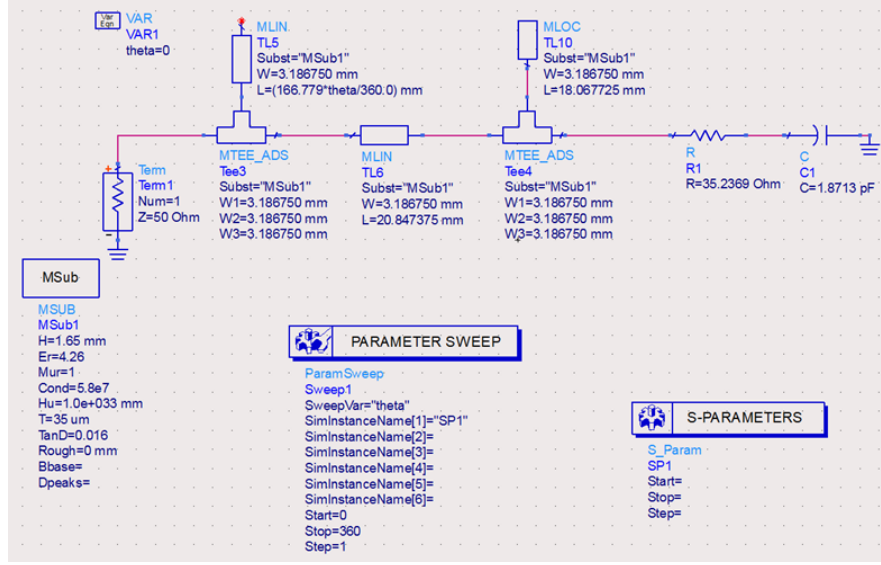 Var
Eqn
VAR
VAR1
theta=0
MLIN
TL5
Subst="MSub1"
W=3.186750 mm
L=(166.779*theta/360.0) mm
MLOC
TL10
Subst="MSub1"
W=3.186750 mm
L=18.067725 mm
Term
Term1
Num=1
Z=50 Ohm
MTEE_ADS
Tee3
Subst="MSub1"
W1=3.186750 mm
W2=3.186750 mm
W3=3.186750 mm
MLIN
TL6
Subst="MSub1"
W=3.186750 mm
L=20.847375 mm
MTEE_ADS
Tee4
Subst="MSub1"
W1=3.186750 mm
W2=3.186750 mm
W3=3.186750 mm
R
R1
R=35.2369 Ohm
C
C1
C=1.8713 pF
MSub
MSUB
MSub1
H=1.65 mm
Er=4.26
Mur=1
Cond=5.8e7
Hu=1.0e+033 mm
T=35 um
TanD=0.016
Rough=0 mm
Bbase=
Dpeaks=
PARAMETER SWEEP
ParamSweep
Sweep1
SweepVar="theta"
SimInstanceName[1]="SP1"
SimInstanceName[2]=
SimInstanceName[3]=
SimInstanceName[4]=
SimInstanceName[5]=
SimInstanceName[6]=
Start=0
Stop=360
Step=1
S-PARAMETERS
S_Param
SP1
Start=
Stop=
Step=